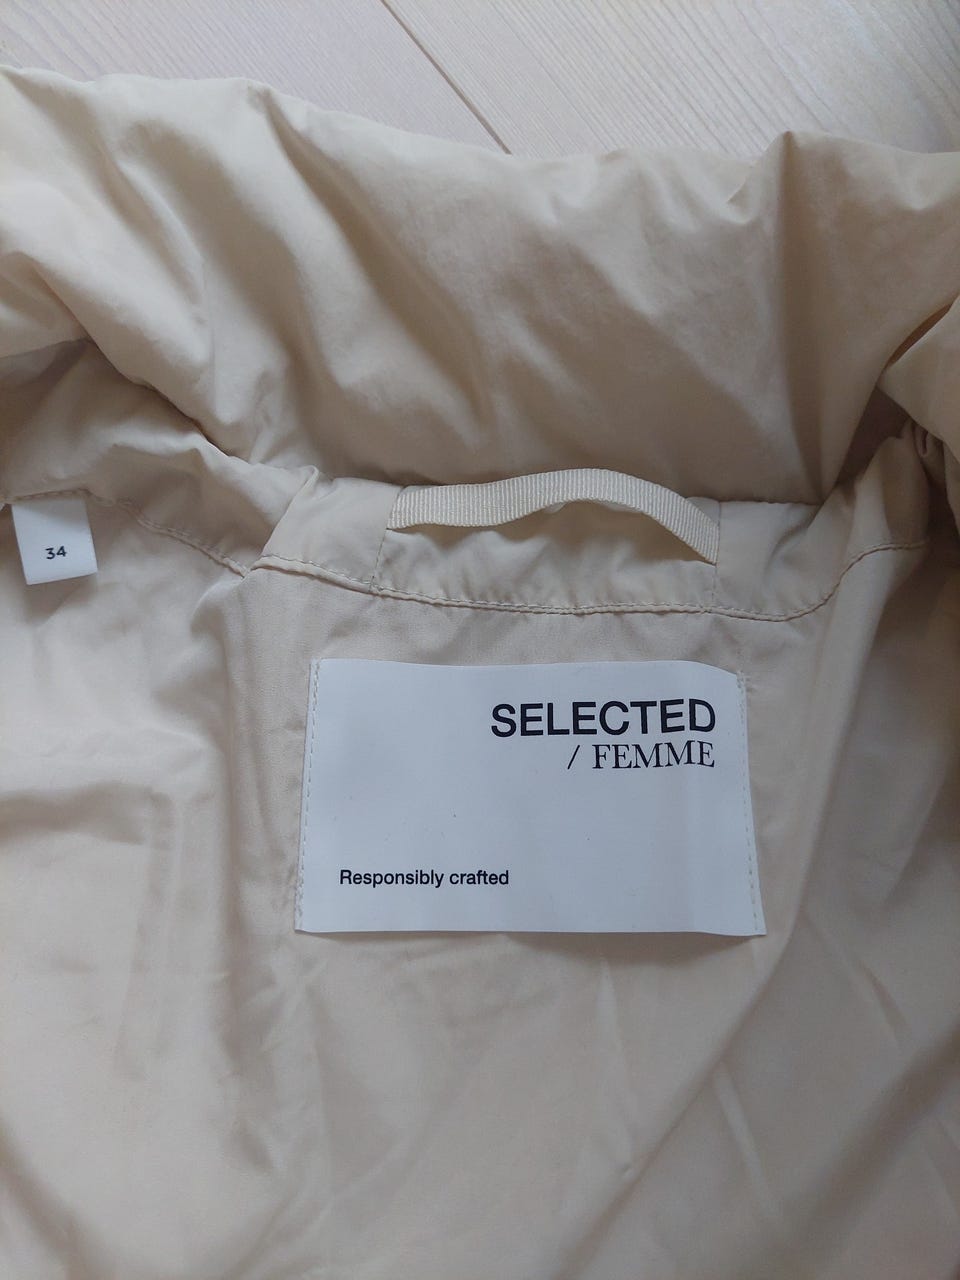 34
SELECTED
/ FEMME
Responsibly crafted